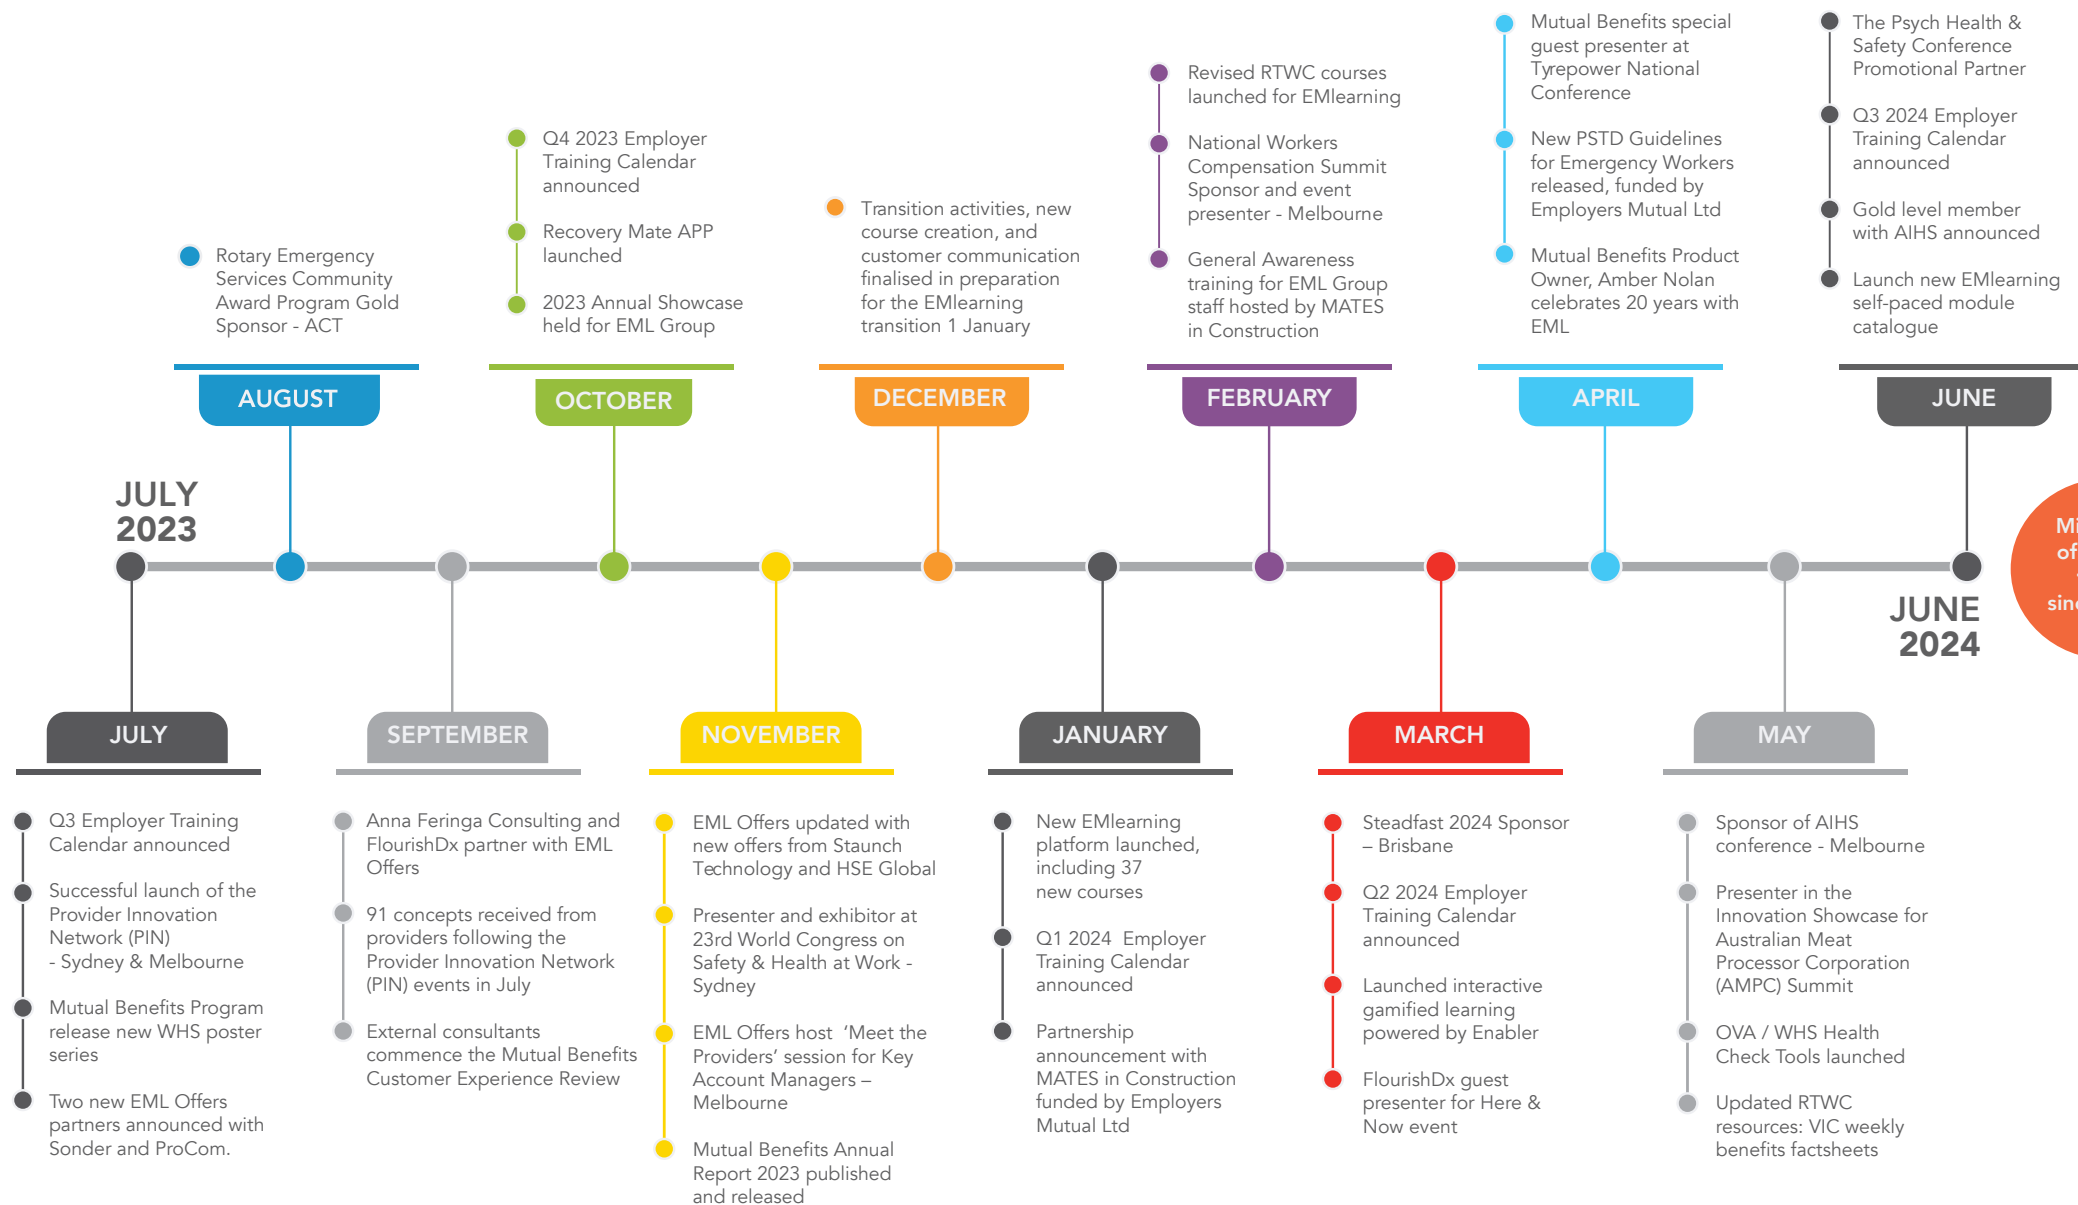 Rotary Emergency
Services Community
Award Program Gold
Sponsor - ACT
AUGUST
Q4 2023 Employer
Training Calendar
announced
Recovery Mate APP
launched
2023 Annual Showcase
held for EML Group
OCTOBER
Transition activities, new
course creation, and
customer communication
finalised in preparation
for the EMlearning
transition 1 January
DECEMBER
Revised RTWC courses
launched for EMlearning
National Workers
Compensation Summit
Sponsor and event
presenter - Melbourne
General Awareness
training for EML Group
staff hosted by MATES
in Construction
FEBRUARY
Mutual Benefits special
guest presenter at
Tyrepower National
Conference
New PSTD Guidelines
for Emergency Workers
released, funded by
Employers Mutual Ltd
Mutual Benefits Product
Owner, Amber Nolan
celebrates 20 years with
EML
APRIL
The Psych Health &
Safety Conference
Promotional Partner
Q3 2024 Employer
Training Calendar
announced
Gold level member
with AIHS announced
Launch new EMlearning
self-paced module
catalogue
JUNE
JULY
2023
JUNE
2024
of
JULY
Q3 Employer Training
Calendar announced
Successful launch of the
Provider Innovation
Network (PIN)
- Sydney & Melbourne
Mutual Benefits Program
release new WHS poster
series
Two new EML Offers
partners announced with
Sonder and ProCom.
SEPTEMBER
Anna Feringa Consulting and
FlourishDx partner with EML
Offers
91 concepts received from
providers following the
Provider Innovation Network
(PIN) events in July
External consultants
commence the Mutual Benefits
Customer Experience Review
NOVEMBER
EML Offers updated with
new offers from Staunch
Technology and HSE Global
Presenter and exhibitor at
23rd World Congress on
Safety & Health at Work -
Sydney
EML Offers host 'Meet the
Providers' session for Key
Account Managers –
Melbourne
Mutual Benefits Annual
Report 2023 published
and released
JANUARY
New EMlearning
platform launched,
including 37
new courses
Q1 2024 Employer
Training Calendar
announced
Partnership
announcement with
MATES in Construction
funded by Employers
Mutual Ltd
MARCH
Steadfast 2024 Sponsor
– Brisbane
Q2 2024 Employer
Training Calendar
announced
Launched interactive
gamified learning
powered by Enabler
FlourishDx guest
presenter for Here &
Now event
MAY
Sponsor of AIHS
conference - Melbourne
Presenter in the
Innovation Showcase for
Australian Meat
Processor Corporation
(AMPC) Summit
OVA / WHS Health
Check Tools launched
Updated RTWC
resources: VIC weekly
benefits factsheets